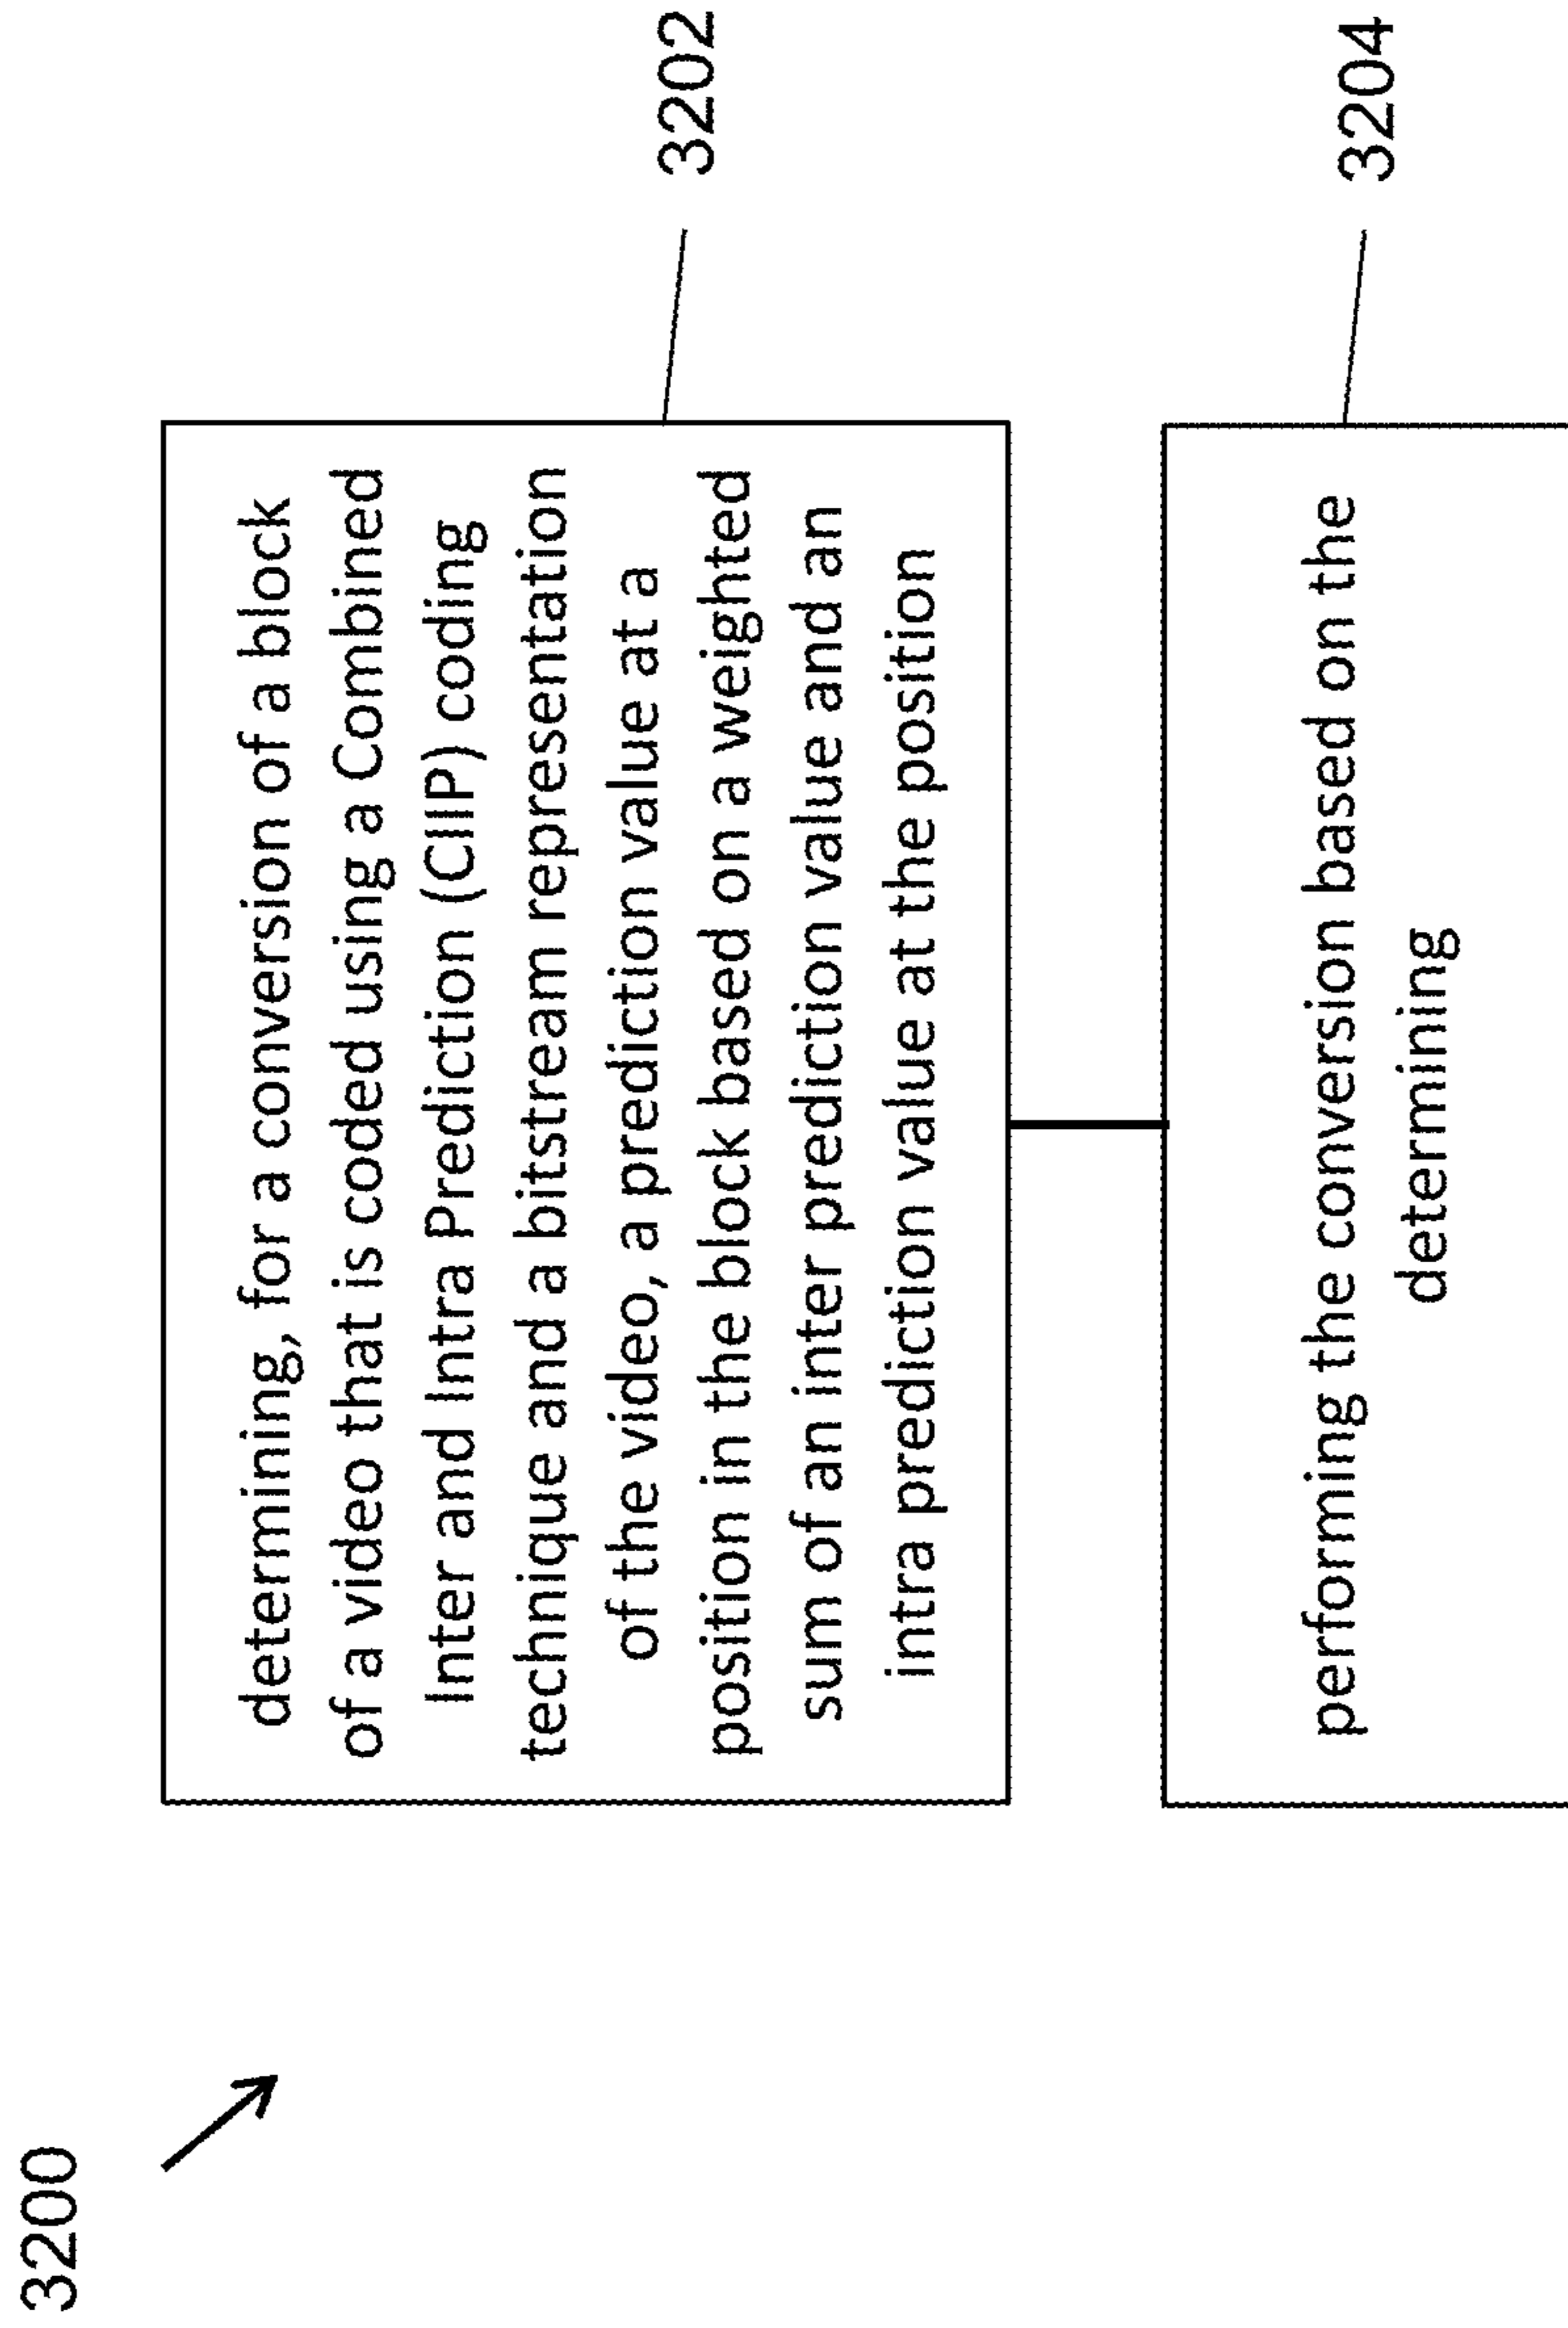 3200
determining, for a conversion of a block
of a video that is coded using a Combined
Inter and Intra Prediction (CIIP) coding
technique and a bitstream representation
of the video, a prediction value at a
position in the block based on a weighted
sum of an inter prediction value and an
intra prediction value at the position
3202
performing the conversion based on the
determining
3204